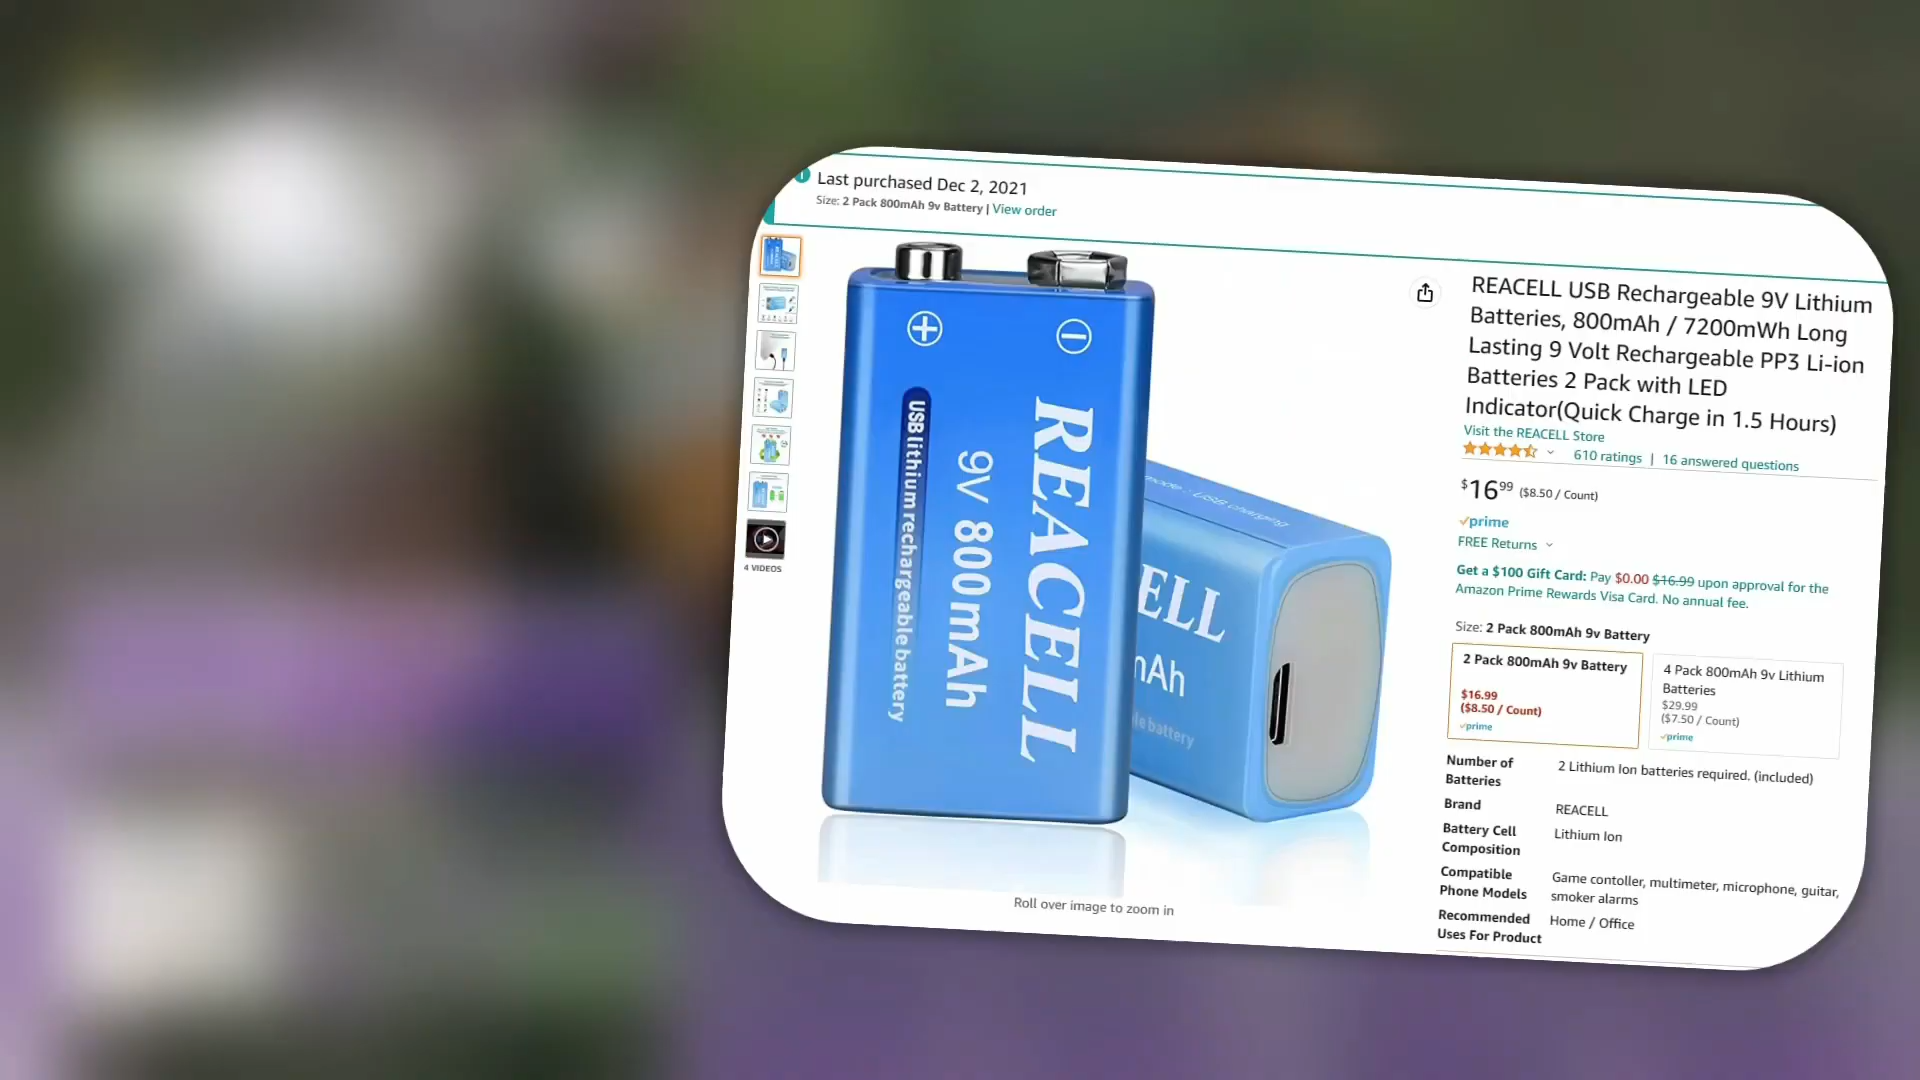 Last purchased Dec 2, 2021
Size: 2 Pack 800mAh 9v Battery | View order
4 VIDEOS
USB lithium rechargeable battery
9V 800mAh
REACELL
mode : USB charging
ELL
mAh
le battery
Roll over image to zoom in
REACELL USB Rechargeable 9V Lithium
Batteries, 800mAh / 7200mWh Long
Lasting 9 Volt Rechargeable PP3 Li-ion
Batteries 2 Pack with LED
Indicator(Quick Charge in 1.5 Hours)
Visit the REACELL Store
610 ratings | 16 answered questions
$16.99 ($8.50 / Count)
prime
FREE Returns
Get a $100 Gift Card: Pay $0.00 $16.99 upon approval for the
Amazon Prime Rewards Visa Card. No annual fee.
Size: 2 Pack 800mAh 9v Battery
2 Pack 800mAh 9v Battery
$16.99
($8.50 / Count)
prime
4 Pack 800mAh 9v Lithium
Batteries
$29.99
($7.50 / Count)
prime
Number of
Batteries
2 Lithium Ion batteries required. (included)
Brand
REACELL
Battery Cell
Composition
Lithium Ion
Compatible
Phone Models
Game contoller, multimeter, microphone, guitar,
smoker alarms
Recommended
Uses For Product
Home / Office